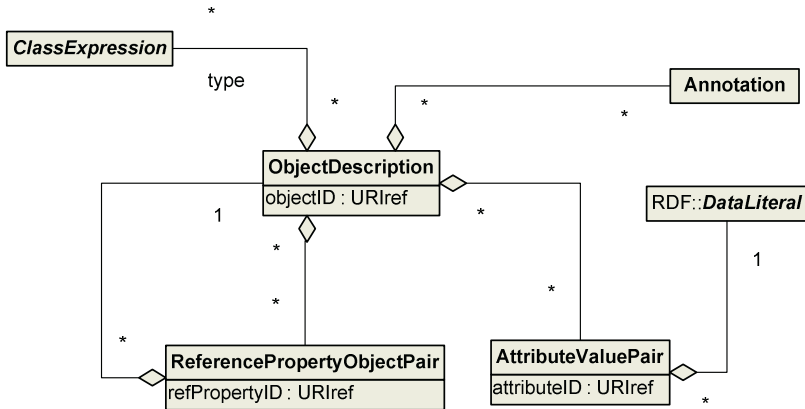 *
ClassExpression
type
*
*
*
Annotation
ObjectDescription
objectID : URIref
1
*
*
RDF::DataLiteral
1
*
*
*
ReferencePropertyObjectPair
refPropertyID : URIref
AttributeValuePair
attributeID : URIref
*